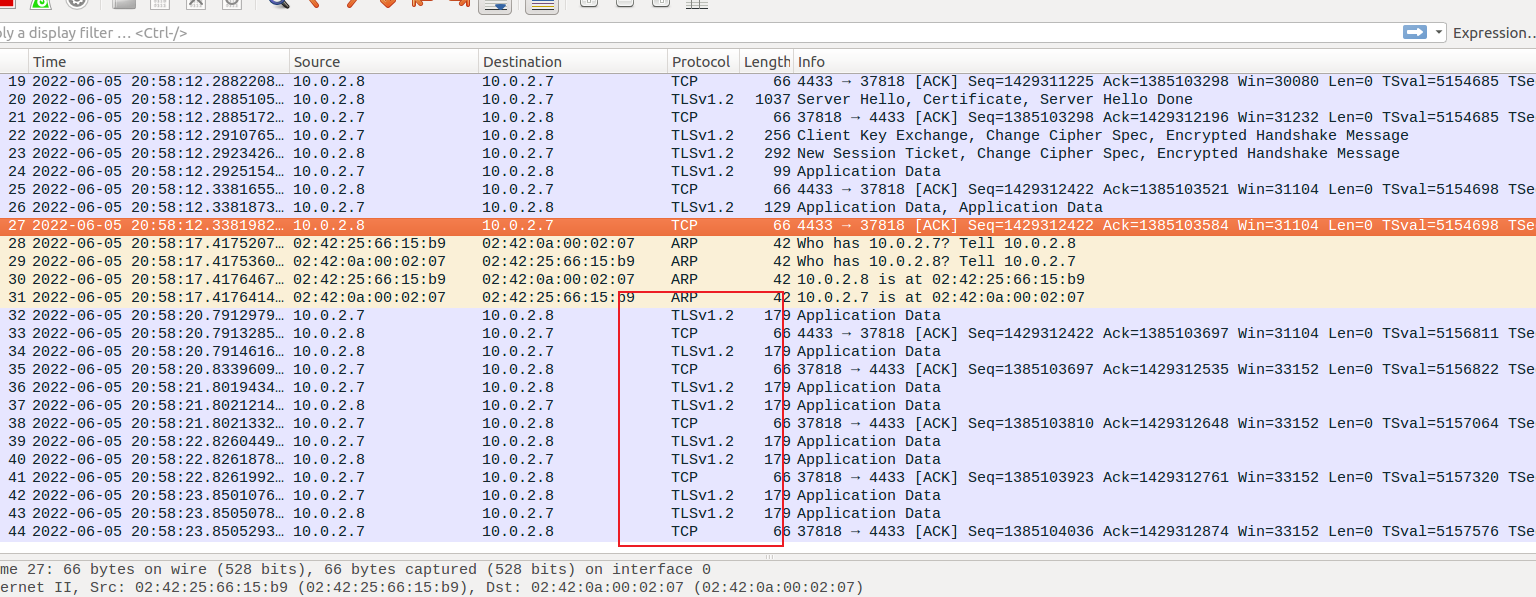 ly a display filter … <Ctrl-/> Expression…
Time Source Destination Protocol Length Info
19 2022-06-05 20:58:12.2882208… 10.0.2.8 10.0.2.7 TCP 66 4433 → 37818 [ACK] Seq=1429311225 Ack=1385103298 Win=30080 Len=0 TSval=5154685 TSe
20 2022-06-05 20:58:12.2885105… 10.0.2.8 10.0.2.7 TLSv1.2 1037 Server Hello, Certificate, Server Hello Done
21 2022-06-05 20:58:12.2885172… 10.0.2.7 10.0.2.8 TCP 66 37818 → 4433 [ACK] Seq=1385103298 Ack=1429312196 Win=31232 Len=0 TSval=5154685 TSe
22 2022-06-05 20:58:12.2910765… 10.0.2.7 10.0.2.8 TLSv1.2 256 Client Key Exchange, Change Cipher Spec, Encrypted Handshake Message
23 2022-06-05 20:58:12.2923426… 10.0.2.8 10.0.2.7 TLSv1.2 292 New Session Ticket, Change Cipher Spec, Encrypted Handshake Message
24 2022-06-05 20:58:12.2925154… 10.0.2.7 10.0.2.8 TLSv1.2 99 Application Data
25 2022-06-05 20:58:12.3381655… 10.0.2.8 10.0.2.7 TCP 66 4433 → 37818 [ACK] Seq=1429312422 Ack=1385103521 Win=31104 Len=0 TSval=5154698 TSe
26 2022-06-05 20:58:12.3381873… 10.0.2.7 10.0.2.8 TLSv1.2 129 Application Data, Application Data
27 2022-06-05 20:58:12.3381982… 10.0.2.8 10.0.2.7 TCP 66 4433 → 37818 [ACK] Seq=1429312422 Ack=1385103584 Win=31104 Len=0 TSval=5154698 TSe
28 2022-06-05 20:58:17.4175207… 02:42:25:66:15:b9 02:42:0a:00:02:07 ARP 42 Who has 10.0.2.7? Tell 10.0.2.8
29 2022-06-05 20:58:17.4175360… 02:42:0a:00:02:07 02:42:25:66:15:b9 ARP 42 Who has 10.0.2.8? Tell 10.0.2.7
30 2022-06-05 20:58:17.4176467… 02:42:25:66:15:b9 02:42:0a:00:02:07 ARP 42 10.0.2.8 is at 02:42:25:66:15:b9
31 2022-06-05 20:58:17.4176414… 02:42:0a:00:02:07 02:42:25:66:15:b9 ARP 42 10.0.2.7 is at 02:42:0a:00:02:07
32 2022-06-05 20:58:20.7912979… 10.0.2.7 10.0.2.8 TLSv1.2 179 Application Data
33 2022-06-05 20:58:20.7913285… 10.0.2.8 10.0.2.7 TCP 66 4433 → 37818 [ACK] Seq=1429312422 Ack=1385103697 Win=31104 Len=0 TSval=5156811 TSe
34 2022-06-05 20:58:20.7914616… 10.0.2.8 10.0.2.7 TLSv1.2 179 Application Data
35 2022-06-05 20:58:20.8339609… 10.0.2.7 10.0.2.8 TCP 66 37818 → 4433 [ACK] Seq=1385103697 Ack=1429312535 Win=33152 Len=0 TSval=5156822 TSe
36 2022-06-05 20:58:21.8019434… 10.0.2.7 10.0.2.8 TLSv1.2 179 Application Data
37 2022-06-05 20:58:21.8021214… 10.0.2.8 10.0.2.7 TLSv1.2 179 Application Data
38 2022-06-05 20:58:21.8021332… 10.0.2.7 10.0.2.8 TCP 66 37818 → 4433 [ACK] Seq=1385103810 Ack=1429312648 Win=33152 Len=0 TSval=5157064 TSe
39 2022-06-05 20:58:22.8260449… 10.0.2.7 10.0.2.8 TLSv1.2 179 Application Data
40 2022-06-05 20:58:22.8261878… 10.0.2.8 10.0.2.7 TLSv1.2 179 Application Data
41 2022-06-05 20:58:22.8261992… 10.0.2.7 10.0.2.8 TCP 66 37818 → 4433 [ACK] Seq=1385103923 Ack=1429312761 Win=33152 Len=0 TSval=5157320 TSe
42 2022-06-05 20:58:23.8501076… 10.0.2.7 10.0.2.8 TLSv1.2 179 Application Data
43 2022-06-05 20:58:23.8505078… 10.0.2.8 10.0.2.7 TLSv1.2 179 Application Data
44 2022-06-05 20:58:23.8505293… 10.0.2.7 10.0.2.8 TCP 66 37818 → 4433 [ACK] Seq=1385104036 Ack=1429312874 Win=33152 Len=0 TSval=5157576 TSe
me 27: 66 bytes on wire (528 bits), 66 bytes captured (528 bits) on interface 0
ernet II, Src: 02:42:25:66:15:b9 (02:42:25:66:15:b9), Dst: 02:42:0a:00:02:07 (02:42:0a:00:02:07)